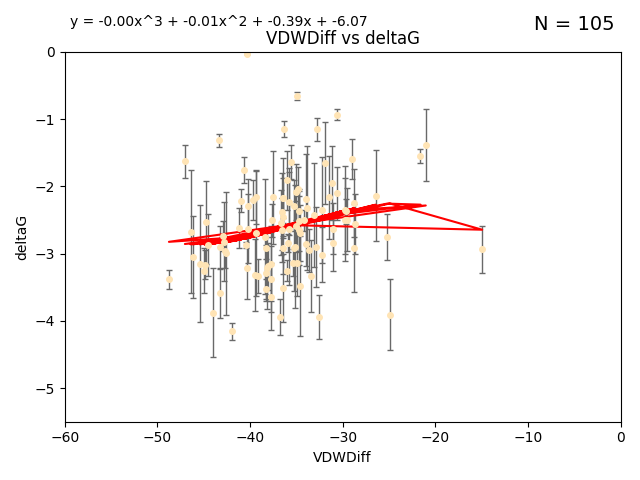 y = -0.00x^3 + -0.01x^2 + -0.39x + -6.07
N = 105
VDWDiff vs deltaG
0
−1
−2
−3
−4
−5
deltaG
−60 −50 −40 −30 −20 −10 0
VDWDiff